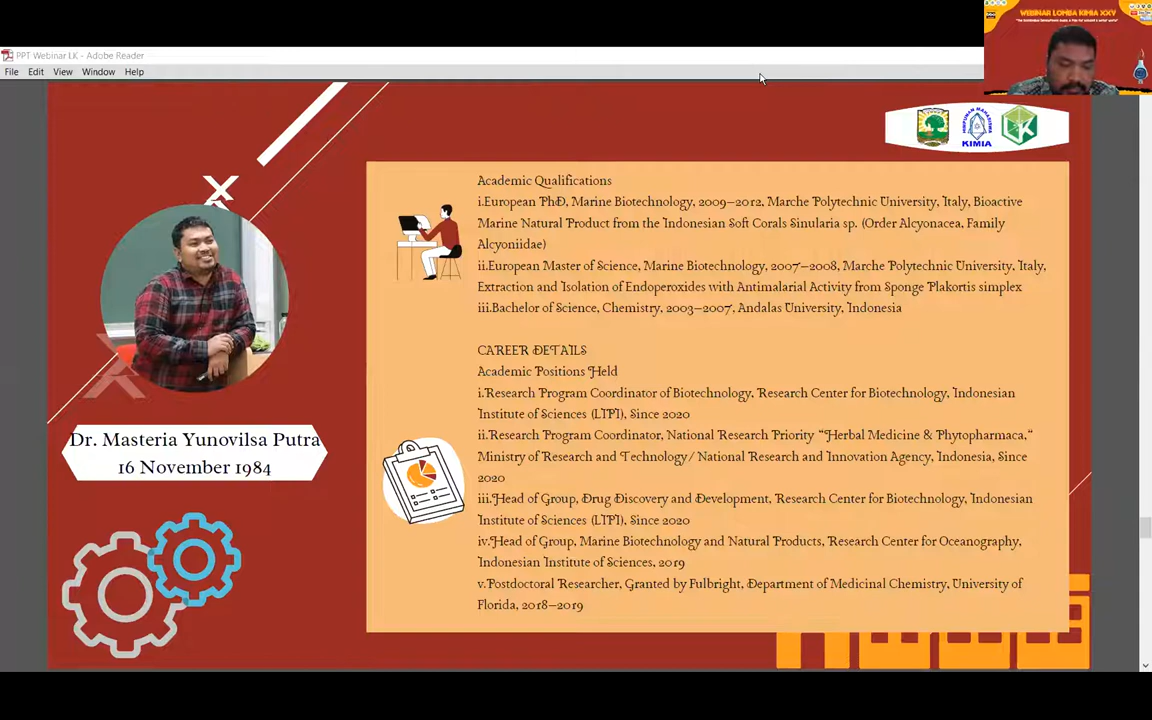 WEBINAR LOMBA KIMIA XXV
PPT Webinar LK - Adobe Reader
File Edit View Window Help
HIMPUNAN MAHASISWA
KIMIA
LK
Academic Qualifications
i.European PhD, Marine Biotechnology, 2009–2012, Marche Polytechnic University, Italy, Bioactive
Marine Natural Product from the Indonesian Soft Corals Sinularia sp. (Order Alcyonacea, Family
Alcyoniidae)
ii.European Master of Science, Marine Biotechnology, 2007–2008, Marche Polytechnic University, Italy,
Extraction and Isolation of Endoperoxides with Antimalarial Activity from Sponge Plakortis simplex
iii.Bachelor of Science, Chemistry, 2003–2007, Andalas University, Indonesia
CAREER DETAILS
Academic Positions Held
i.Research Program Coordinator of Biotechnology, Research Center for Biotechnology, Indonesian
Institute of Sciences (LIPI), Since 2020
ii.Research Program Coordinator, National Research Priority “Herbal Medicine & Phytopharmaca,“
Ministry of Research and Technology/ National Research and Innovation Agency, Indonesia, Since
2020
iii.Head of Group, Drug Discovery and Development, Research Center for Biotechnology, Indonesian
Institute of Sciences (LIPI), Since 2020
iv.Head of Group, Marine Biotechnology and Natural Products, Research Center for Oceanography,
Indonesian Institute of Sciences, 2019
v.Postdoctoral Researcher, Granted by Fulbright, Department of Medicinal Chemistry, University of
Florida, 2018–2019
Dr. Masteria Yunovilsa Putra
16 November 1984